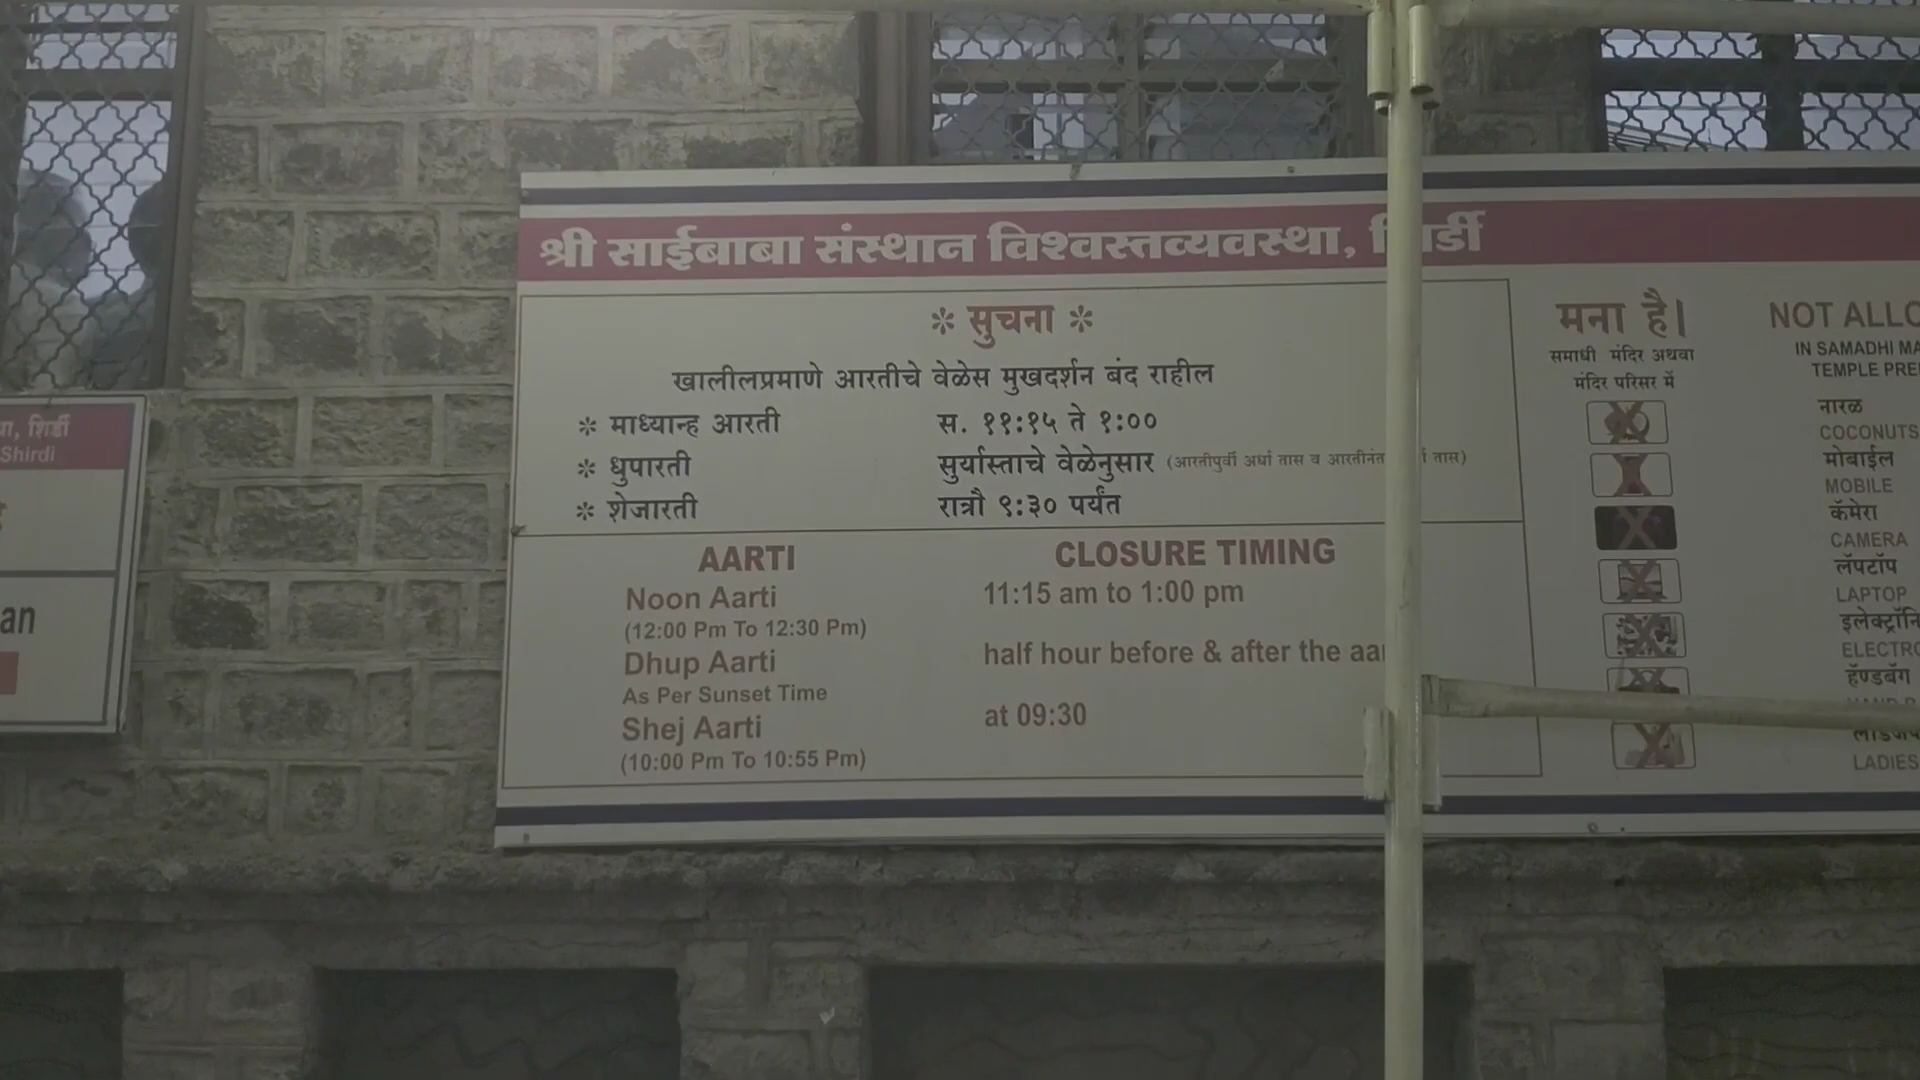 श्री साईबाबा संस्थान विश्वस्तव्यवस्था,
* सुचना *
खालीलप्रमाणे आरतीचे वेळेस मुखदर्शन बंद राहील
* माध्यान्ह आरती स. ११:१५ ते १:००
* धुपारती सुर्यास्ताचे वेळेनुसार (आरतीपुर्वी अर्धा तास व तास)
* शेजारती रात्रौ ९:३० पर्यंत
AARTI CLOSURE TIMING
Noon Aarti 11:15 am to 1:00 pm
(12:00 Pm To 12:30 Pm)
Dhup Aarti half hour before & after the
As Per Sunset Time
Shej Aarti at 09:30
(10:00 Pm To 10:55 Pm)
मना है।
समाधी मंदिर अथवा
मंदिर परिसर में
NOT
IN SAMADHI
TEMPLE
नारळ
COCONUTS
मोबाईल
MOBILE
कॅमेरा
CAMERA
लॅपटॉप
LAPTOP
हॅण्डबॅग
LADIES
शिर्डी
Shirdi